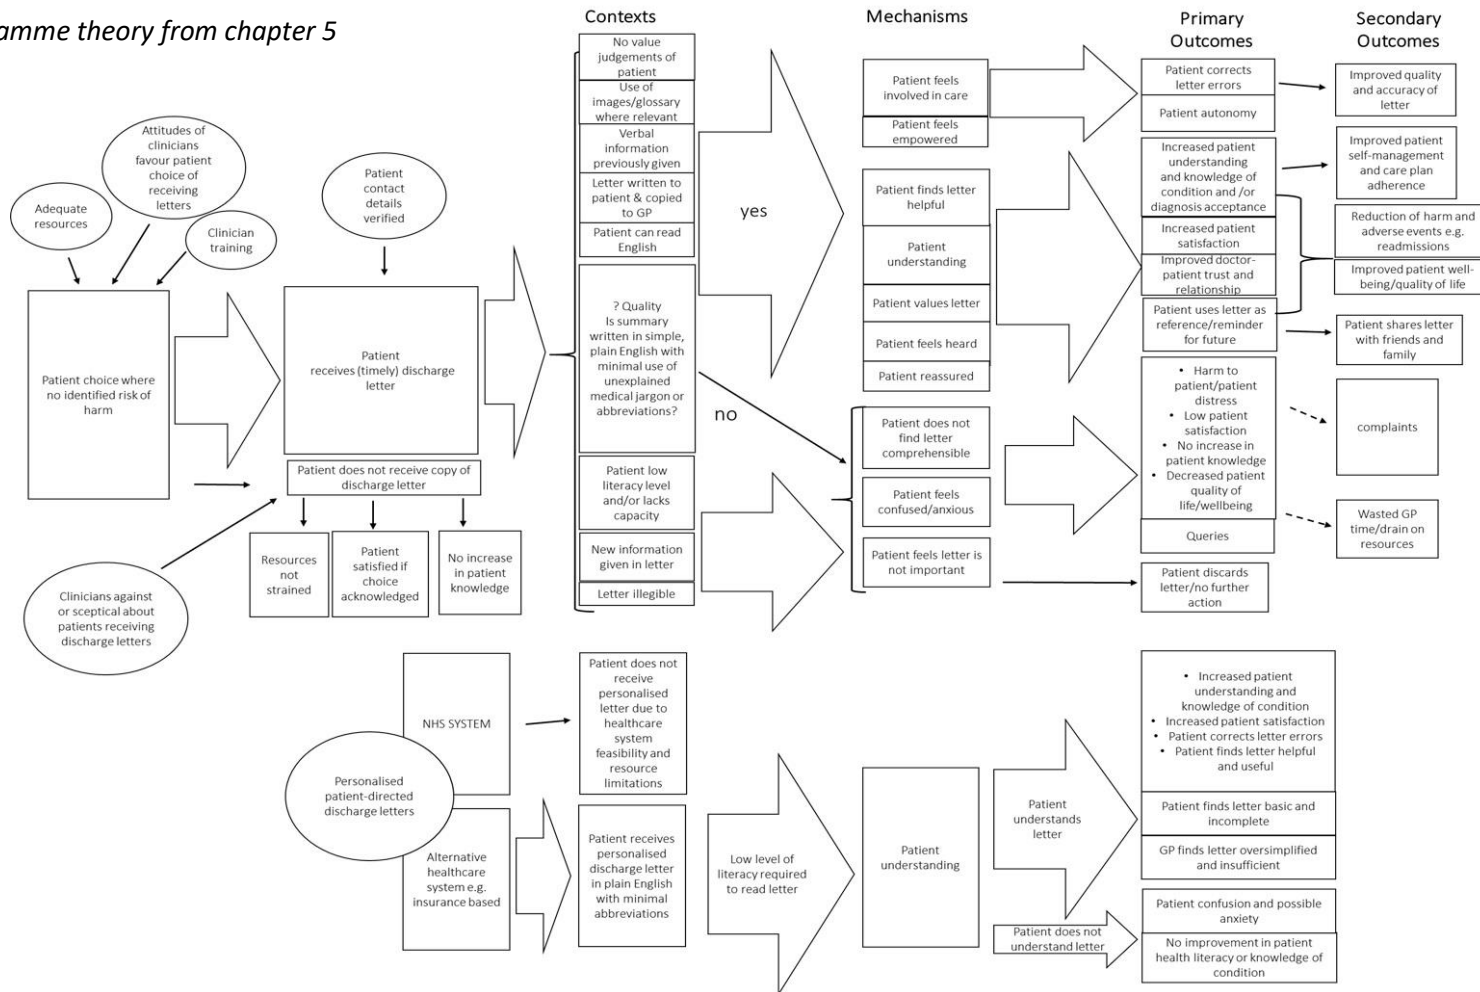 amme theory from chapter 5
Contexts
Mechanisms
Primary
Outcomes
Secondary
Outcomes
Adequate
resources
Attitudes of
clinicians
favour patient
choice of
receiving
letters
Clinician
training
Patient choice where
no identified risk of
harm
Patient
contact
details
verified
Patient
receives (timely) discharge
letter
Patient does not receive copy of
discharge letter
Resources
not
strained
Patient
satisfied if
choice
acknowledged
No increase
in patient
knowledge
Clinicians against
or sceptical about
patients receiving
discharge letters
No value
judgements of
patient
Use of
images/glossary
where relevant
Verbal
information
previously given
Letter written to
patient & copied
to GP
Patient can read
English
? Quality
Is summary
written in simple,
plain English with
minimal use of
unexplained
medical jargon or
abbreviations?
Patient low
literacy level
and/or lacks
capacity
New information
given in letter
Letter illegible
yes
no
Patient feels
involved in care
Patient feels
empowered
Patient finds letter
helpful
Patient
understanding
Patient values letter
Patient feels heard
Patient reassured
Patient does not
find letter
comprehensible
Patient feels
confused/anxious
Patient feels letter is
not important
Patient corrects
letter errors
Patient autonomy
Increased patient
understanding
and knowledge of
condition and /or
diagnosis acceptance
Increased patient
satisfaction
Improved doctor-
patient trust and
relationship
Patient uses letter as
reference/reminder
for future
• Harm to
patient/patient
distress
• Low patient
satisfaction
• No increase in
patient knowledge
• Decreased patient
quality of
life/wellbeing
Queries
Patient discards
letter/no further
action
Improved quality
and accuracy of
letter
Improved patient
self-management
and care plan
adherence
Reduction of harm and
adverse events e.g.
readmissions
Improved patient well-
being/quality of life
Patient shares letter
with friends and
family
complaints
Wasted GP
time/drain on
resources
Personalised
patient-directed
discharge letters
NHS SYSTEM
Alternative
healthcare
system e.g.
insurance based
Patient does not
receive
personalised
letter due to
healthcare
system
feasibility and
resource
limitations
Patient receives
personalised
discharge letter
in plain English
with minimal
abbreviations
Low level of
literacy required
to read letter
Patient
understanding
Patient
understands
letter
Patient does not
understand letter
• Increased patient
understanding and
knowledge of condition
• Increased patient satisfaction
• Patient corrects letter errors
• Patient finds letter helpful
and useful
Patient finds letter basic and
incomplete
GP finds letter oversimplified
and insufficient
Patient confusion and possible
anxiety
No improvement in patient
health literacy or knowledge of
condition